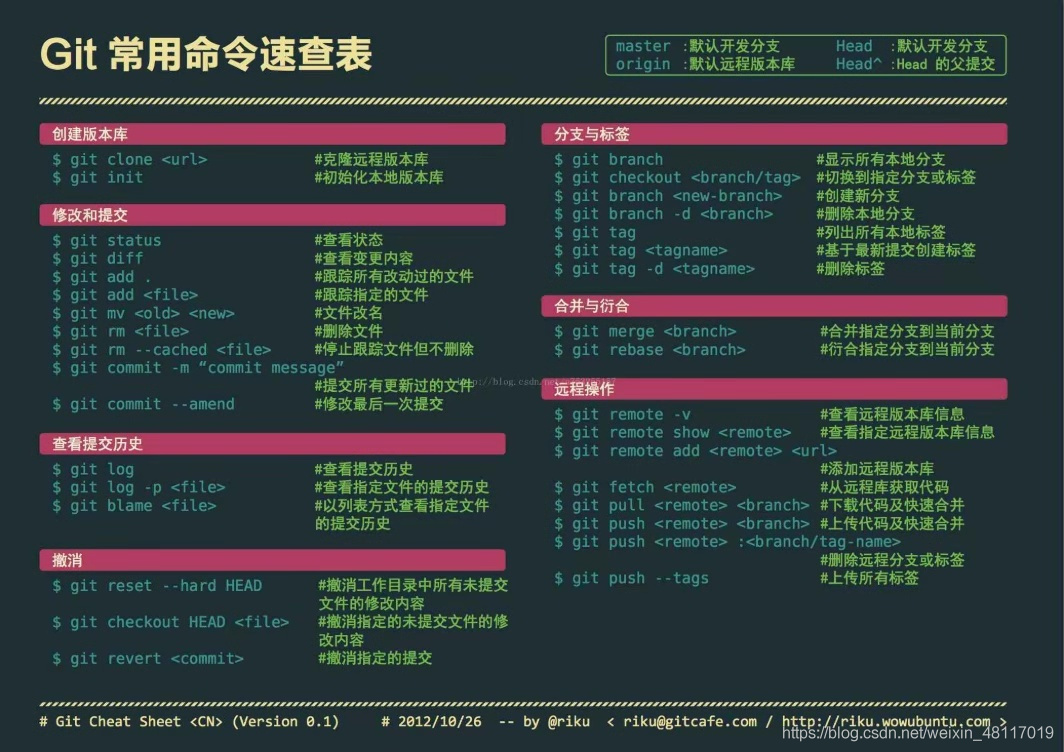 Git 常用命令速查表
master :默认开发分支 Head :默认开发分支
origin :默认远程版本库 Head^ :Head 的父提交
创建版本库
$ git clone <url> #克隆远程版本库
$ git init #初始化本地版本库
修改和提交
$ git status #查看状态
$ git diff #查看变更内容
$ git add . #跟踪所有改动过的文件
$ git add <file> #跟踪指定的文件
$ git mv <old> <new> #文件改名
$ git rm <file> #删除文件
$ git rm --cached <file> #停止跟踪文件但不删除
$ git commit -m “commit message”
#提交所有更新过的文件
$ git commit --amend #修改最后一次提交
查看提交历史
$ git log #查看提交历史
$ git log -p <file> #查看指定文件的提交历史
$ git blame <file> #以列表方式查看指定文件
的提交历史
撤消
$ git reset --hard HEAD #撤消工作目录中所有未提交
文件的修改内容
$ git checkout HEAD <file> #撤消指定的未提交文件的修
改内容
$ git revert <commit> #撤消指定的提交
分支与标签
$ git branch #显示所有本地分支
$ git checkout <branch/tag> #切换到指定分支或标签
$ git branch <new-branch> #创建新分支
$ git branch -d <branch> #删除本地分支
$ git tag #列出所有本地标签
$ git tag <tagname> #基于最新提交创建标签
$ git tag -d <tagname> #删除标签
合并与衍合
$ git merge <branch> #合并指定分支到当前分支
$ git rebase <branch> #衍合指定分支到当前分支
远程操作
$ git remote -v #查看远程版本库信息
$ git remote show <remote> #查看指定远程版本库信息
$ git remote add <remote> <url>
#添加远程版本库
$ git fetch <remote> #从远程库获取代码
$ git pull <remote> <branch> #下载代码及快速合并
$ git push <remote> <branch> #上传代码及快速合并
$ git push <remote> :<branch/tag-name>
#删除远程分支或标签
$ git push --tags #上传所有标签
# Git Cheat Sheet <CN> (Version 0.1) # 2012/10/26 -- by @riku < riku@gitcafe.com / http://riku.wowubuntu.com >
https://blog.csdn.net/weixin_48117019